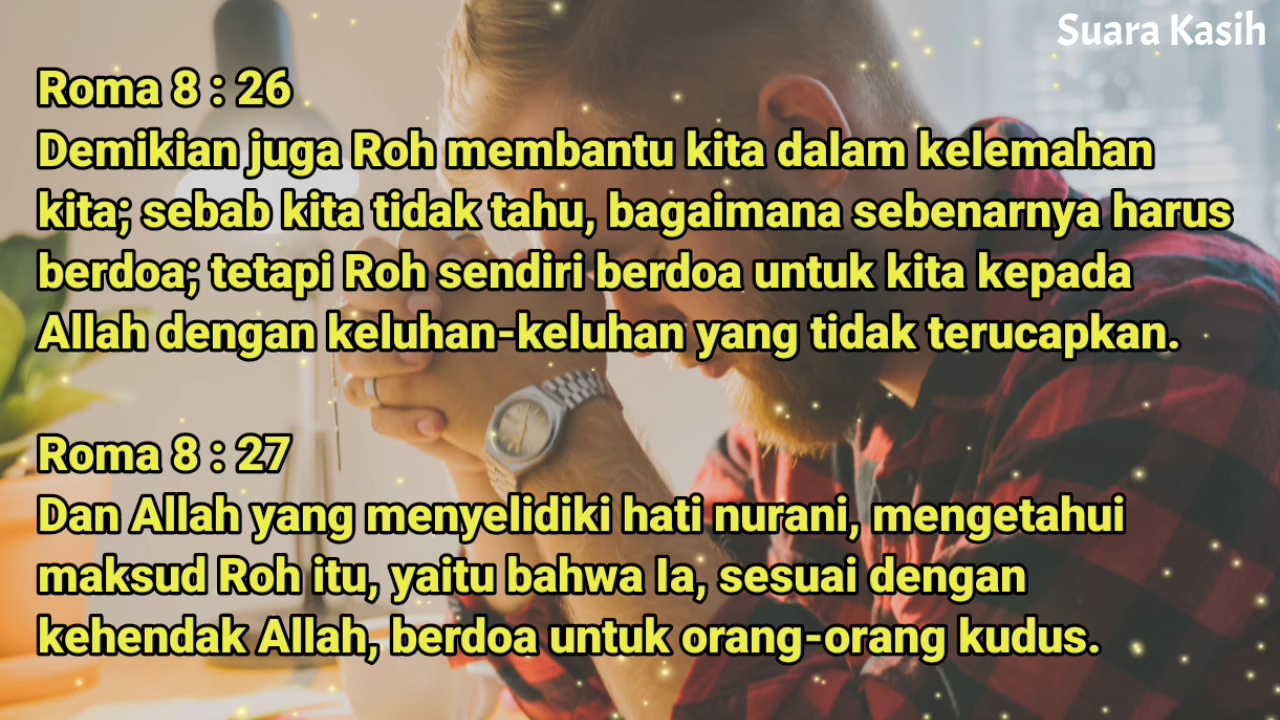 Suara Kasih
Roma 8 : 26
Demikian juga Roh membantu kita dalam kelemahan
kita; sebab kita tidak tahu, bagaimana sebenarnya harus
berdoa; tetapi Roh sendiri berdoa untuk kita kepada
Allah dengan keluhan-keluhan yang tidak terucapkan.
Roma 8 : 27
Dan Allah yang menyelidiki hati nurani, mengetahui
maksud Roh itu, yaitu bahwa Ia, sesuai dengan
kehendak Allah, berdoa untuk orang-orang kudus.